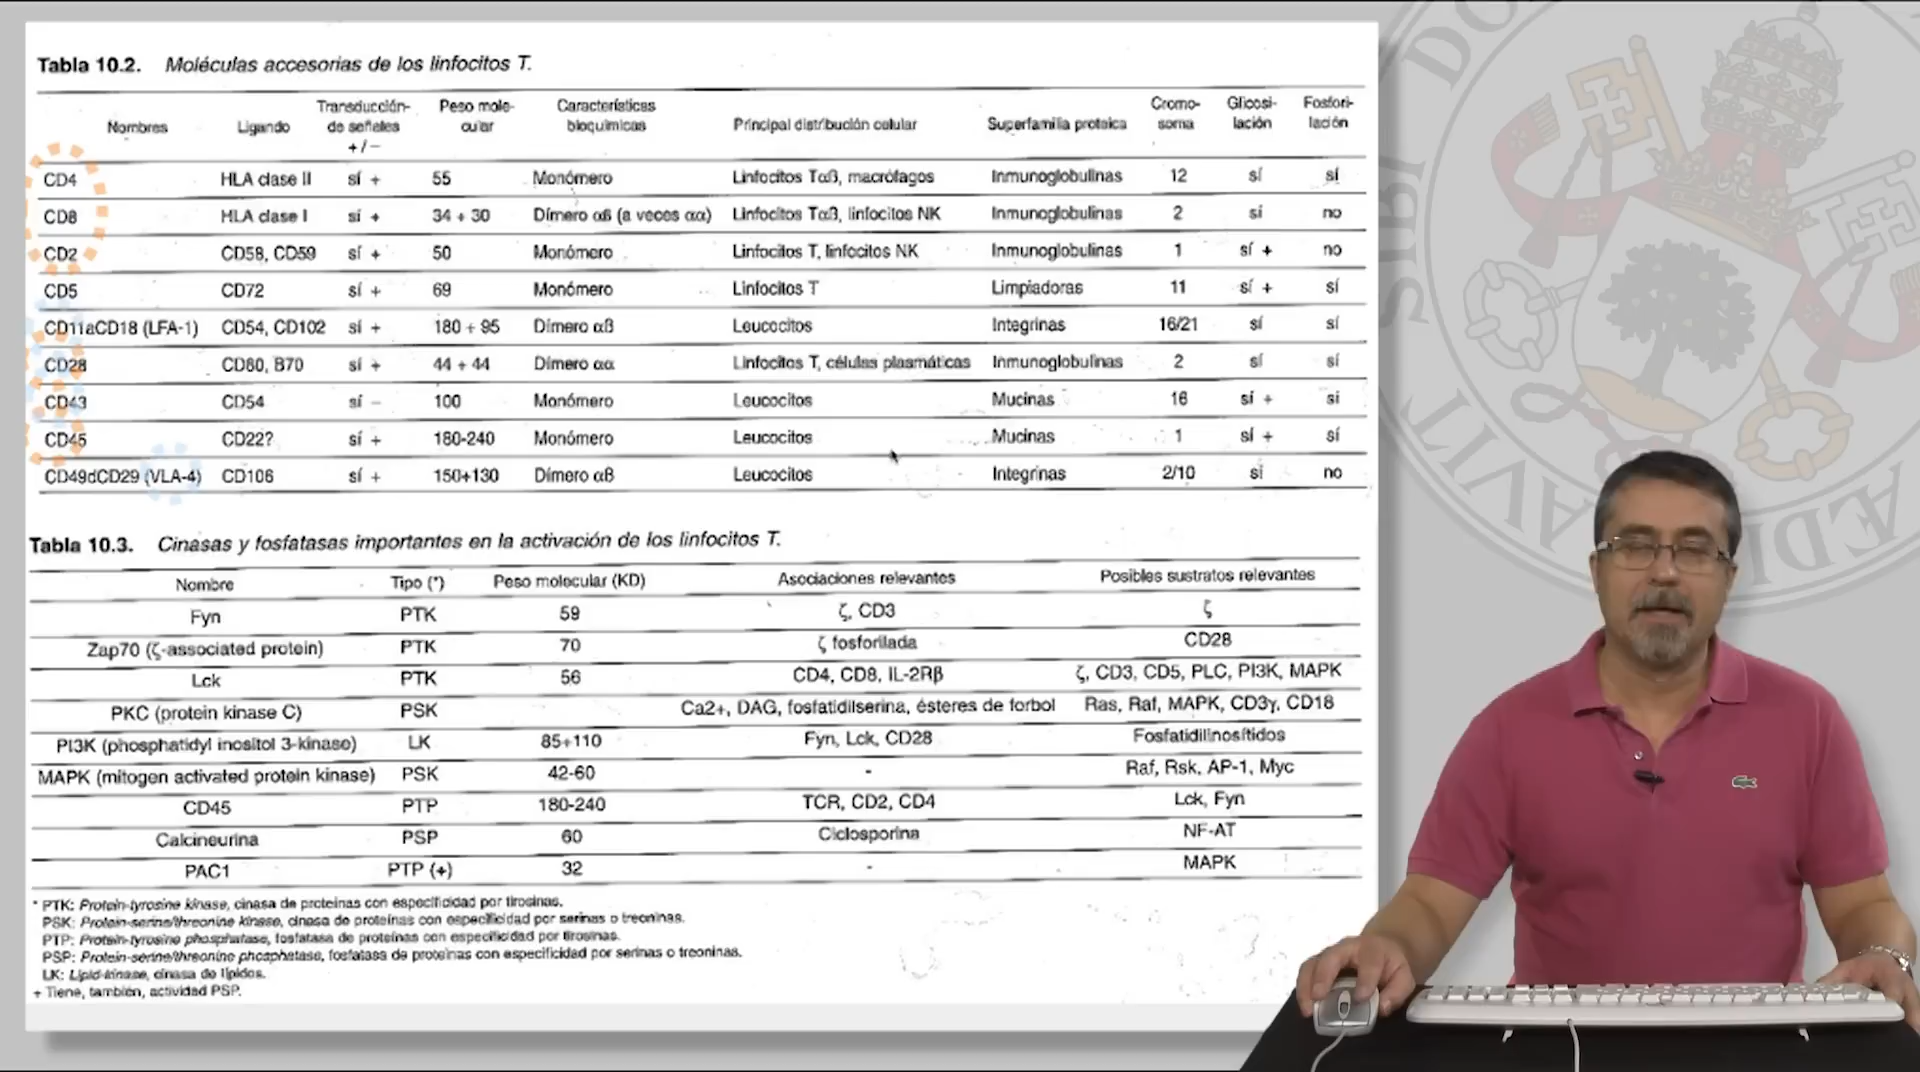 Tabla 10.2. Moléculas accesorias de los linfocitos T.
Nombres Ligando Transducción de señales +/− Peso mole-cular Características bioquímicas Principal distribución celular Superfamilia proteica Cromo-soma Glicosi-lación Fosfori-lación
CD4 HLA clase II sí + 55 Monómero Linfocitos Tαß, macrófagos Inmunoglobulinas 12 sí sí
CD8 HLA clase I sí + 34 + 30 Dímero αß (a veces αα) Linfocitos Tαß, linfocitos NK Inmunoglobulinas 2 sí no
CD2 CD58, CD59 sí + 50 Monómero Linfocitos T, linfocitos NK Inmunoglobulinas 1 sí + no
CD5 CD72 sí + 69 Monómero Linfocitos T Limpiadoras 11 sí + sí
CD11aCD18 (LFA-1) CD54, CD102 sí + 180 + 95 Dímero αß Leucocitos Integrinas 16/21 sí sí
CD28 CD80, B70 sí + 44 + 44 Dímero αα Linfocitos T, células plasmáticas Inmunoglobulinas 2 sí sí
CD43 CD54 sí − 100 Monómero Leucocitos Mucinas 16 sí + sí
CD45 CD22? sí + 180-240 Monómero Leucocitos Mucinas 1 sí + sí
CD49dCD29 (VLA-4) CD106 sí + 150+130 Dímero αß Leucocitos Integrinas 2/10 sí no
Tabla 10.3. Cinasas y fosfatasas importantes en la activación de los linfocitos T.
Nombre Tipo (*) Peso molecular (KD) Asociaciones relevantes Posibles sustratos relevantes
Fyn PTK 59 ζ, CD3 ζ
Zap70 (ζ-associated protein) PTK 70 ζ fosforilada CD28
Lck PTK 56 CD4, CD8, IL-2Rβ ζ, CD3, CD5, PLC, PI3K, MAPK
PKC (protein kinase C) PSK Ca2+, DAG, fosfatidilserina, ésteres de forbol Ras, Raf, MAPK, CD3γ, CD18
PI3K (phosphatidyl inositol 3-kinase) LK 85+110 Fyn, Lck, CD28 Fosfatidilinosítidos
MAPK (mitogen activated protein kinase) PSK 42-60 - Raf, Rsk, AP-1, Myc
CD45 PTP 180-240 TCR, CD2, CD4 Lck, Fyn
Calcineurina PSP 60 Ciclosporina NF-AT
PAC1 PTP (+) 32 - MAPK
* PTK: Protein-tyrosine kinase, cinasa de proteínas con especificidad por tirosinas.
PSK: Protein-serine/threonine kinase, cinasa de proteínas con especificidad por serinas o treoninas.
PTP: Protein-tyrosine phosphatase, fosfatasa de proteínas con especificidad por tirosinas.
PSP: Protein-serine/threonine phosphatase, fosfatasa de proteínas con especificidad por serinas o treoninas.
LK: Lipid-kinase, cinasa de lípidos.
+ Tiene, también, actividad PSP.